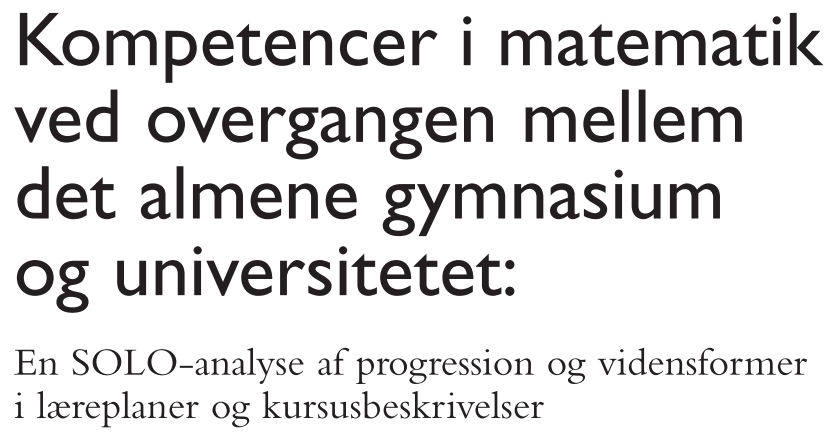 Kompetencer i matematik
ved overgangen mellem
det almene gymnasium
og universitetet:
En SOLO-analyse af progression og vidensformer
i læreplaner og kursusbeskrivelser